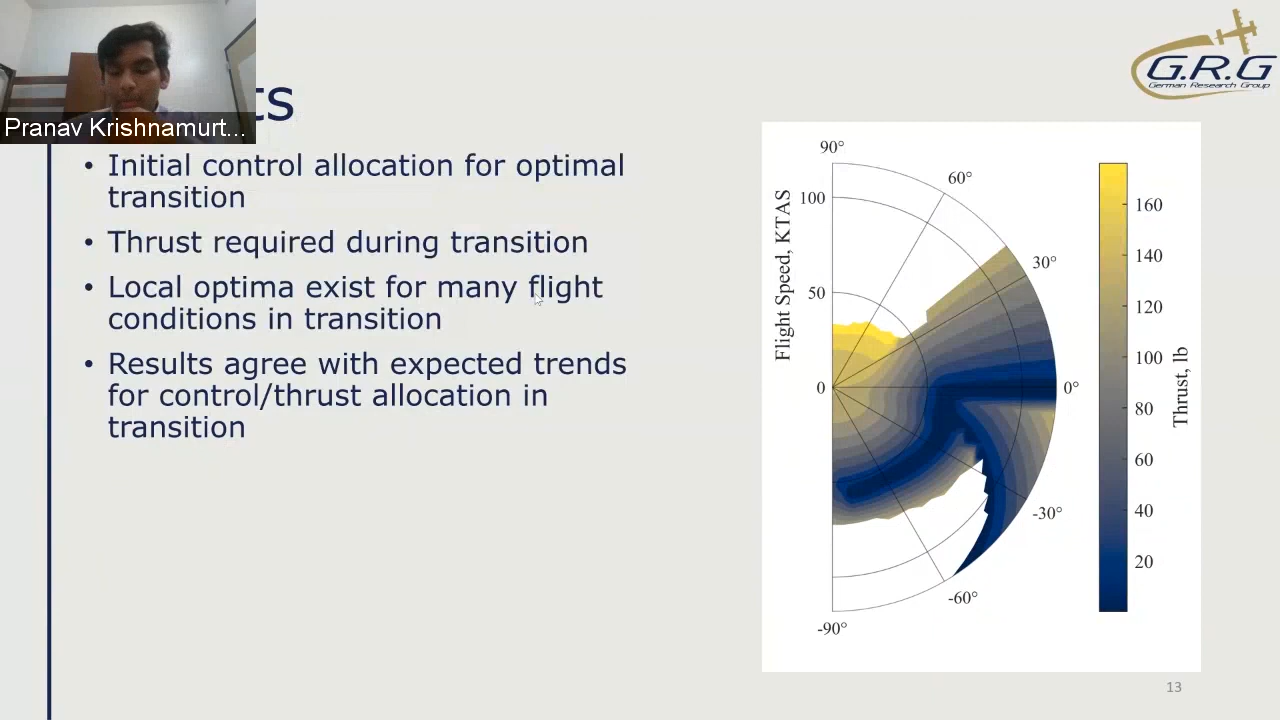 Pranav Krishnamurt...
ts
G.R.G
German Research Group
• Initial control allocation for optimal
transition
• Thrust required during transition
• Local optima exist for many flight
conditions in transition
• Results agree with expected trends
for control/thrust allocation in
transition
90°
60°
30°
0°
-30°
-60°
-90°
100
50
0
Flight Speed, KTAS
160
140
120
100
80
60
40
20
Thrust, lb
13